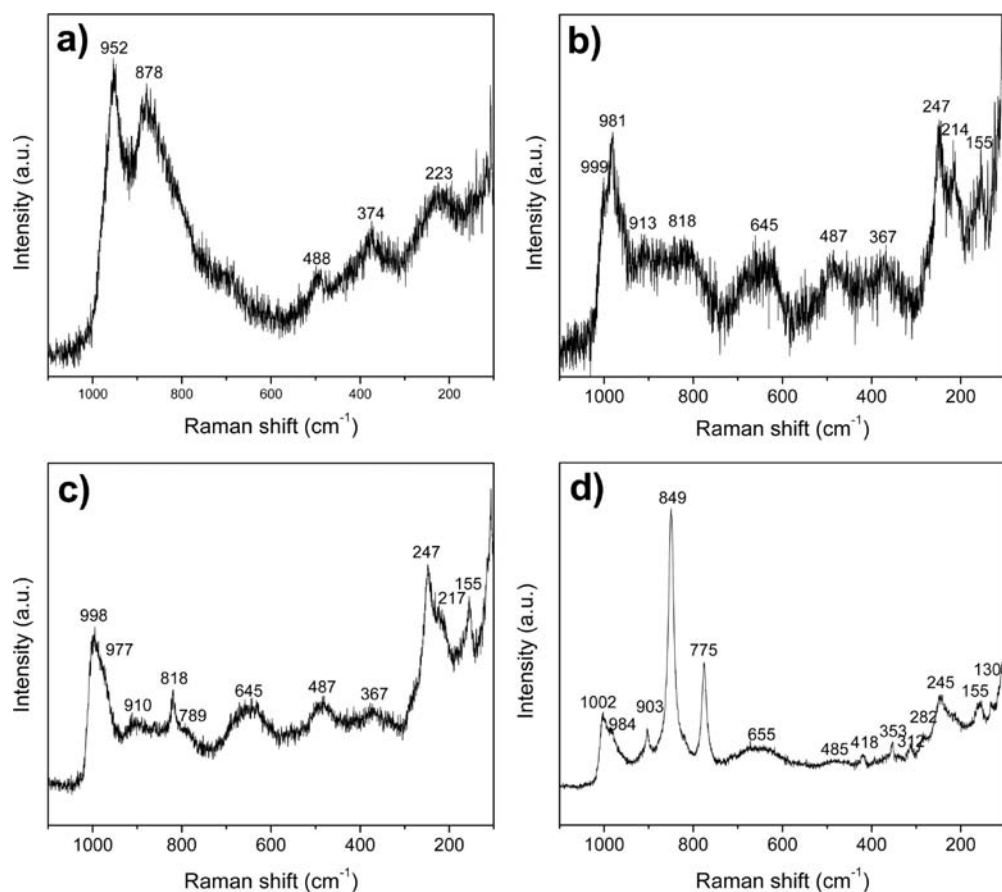 a)
952
878
488
374
223
Intensity (a.u.)
1000 800 600 400 200
Raman shift (cm⁻¹)
b)
981
999
913
818
645
487
367
247
214
155
Intensity (a.u.)
1000 800 600 400 200
Raman shift (cm⁻¹)
c)
998
977
910
818
789
645
487
367
247
217
155
Intensity (a.u.)
1000 800 600 400 200
Raman shift (cm⁻¹)
d)
849
775
1002
984
903
655
485
418
353
312
282
245
155
130
Intensity (a.u.)
1000 800 600 400 200
Raman shift (cm⁻¹)